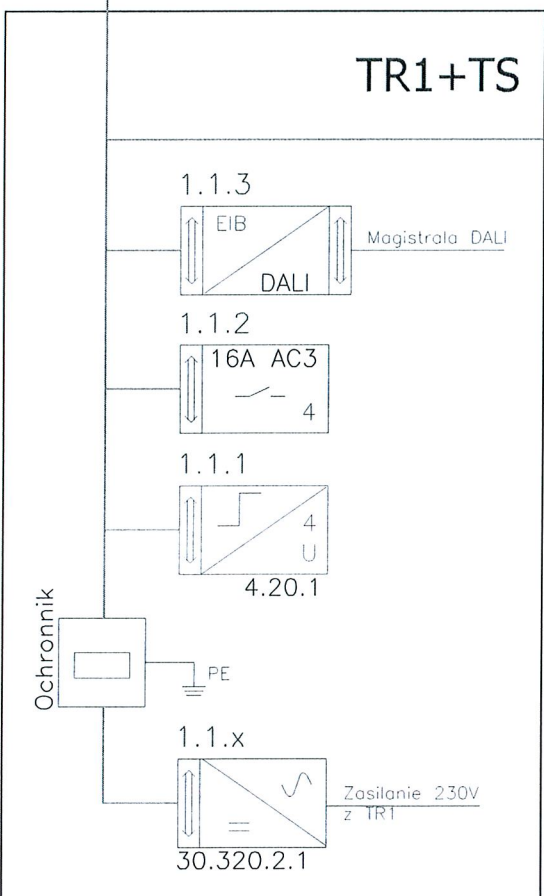 TR1+TS
1.1.3
EIB
DALI
Magistrala DALI
1.1.2
16A AC3
4
1.1.1
4
U
4.20.1
Ochronnik
PE
1.1.x
Zasilanie 230V
z TR1
30.320.2.1